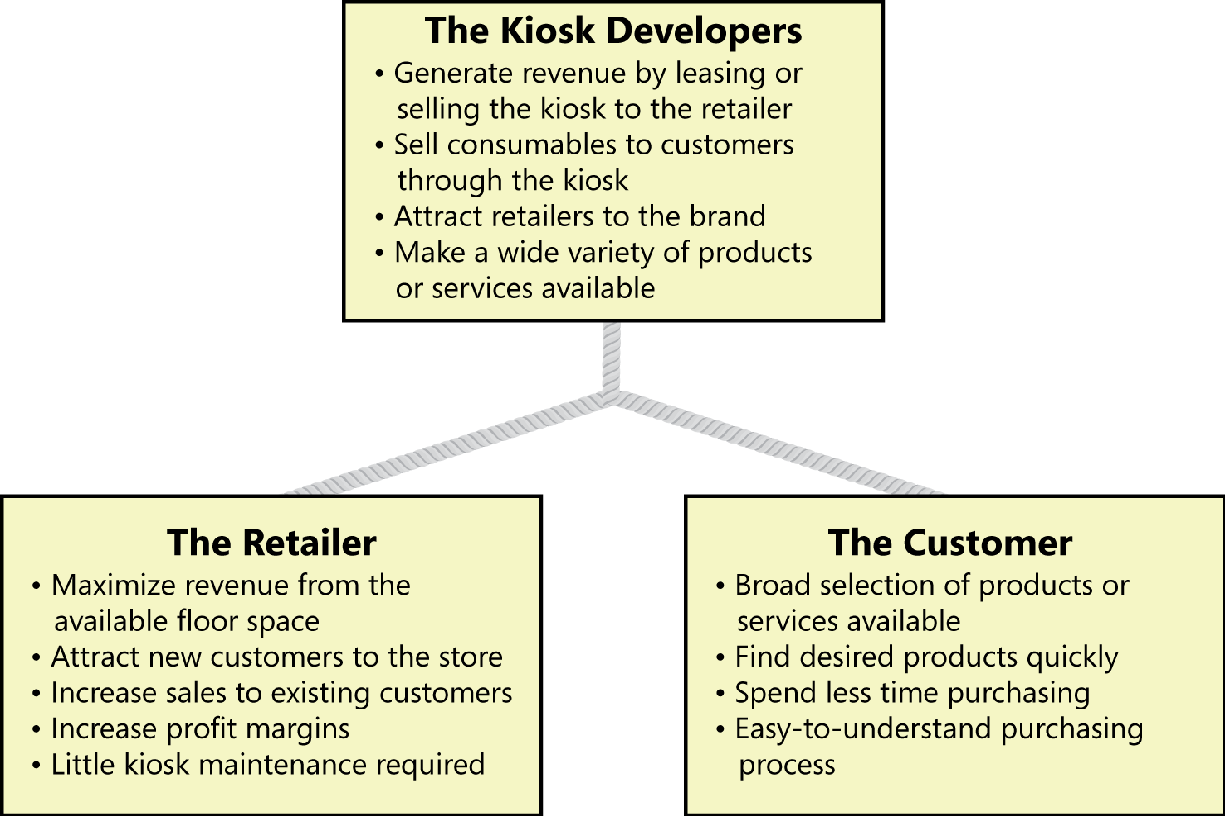 The Kiosk Developers
• Generate revenue by leasing or
selling the kiosk to the retailer
• Sell consumables to customers
through the kiosk
• Attract retailers to the brand
• Make a wide variety of products
or services available
The Retailer
• Maximize revenue from the
available floor space
• Attract new customers to the store
• Increase sales to existing customers
• Increase profit margins
• Little kiosk maintenance required
The Customer
• Broad selection of products or
services available
• Find desired products quickly
• Spend less time purchasing
• Easy-to-understand purchasing
process